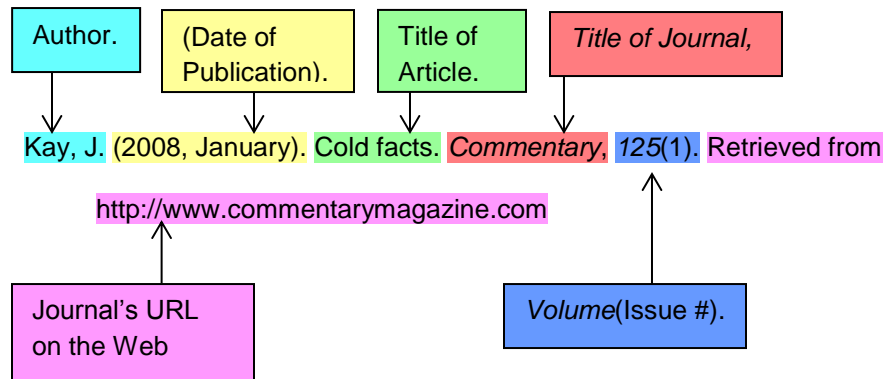 Author.
(Date of
Publication).
Title of
Article.
Title of Journal,
Kay, J. (2008, January). Cold facts. Commentary, 125(1). Retrieved from
http://www.commentarymagazine.com
Journal's URL
on the Web
Volume(Issue #).